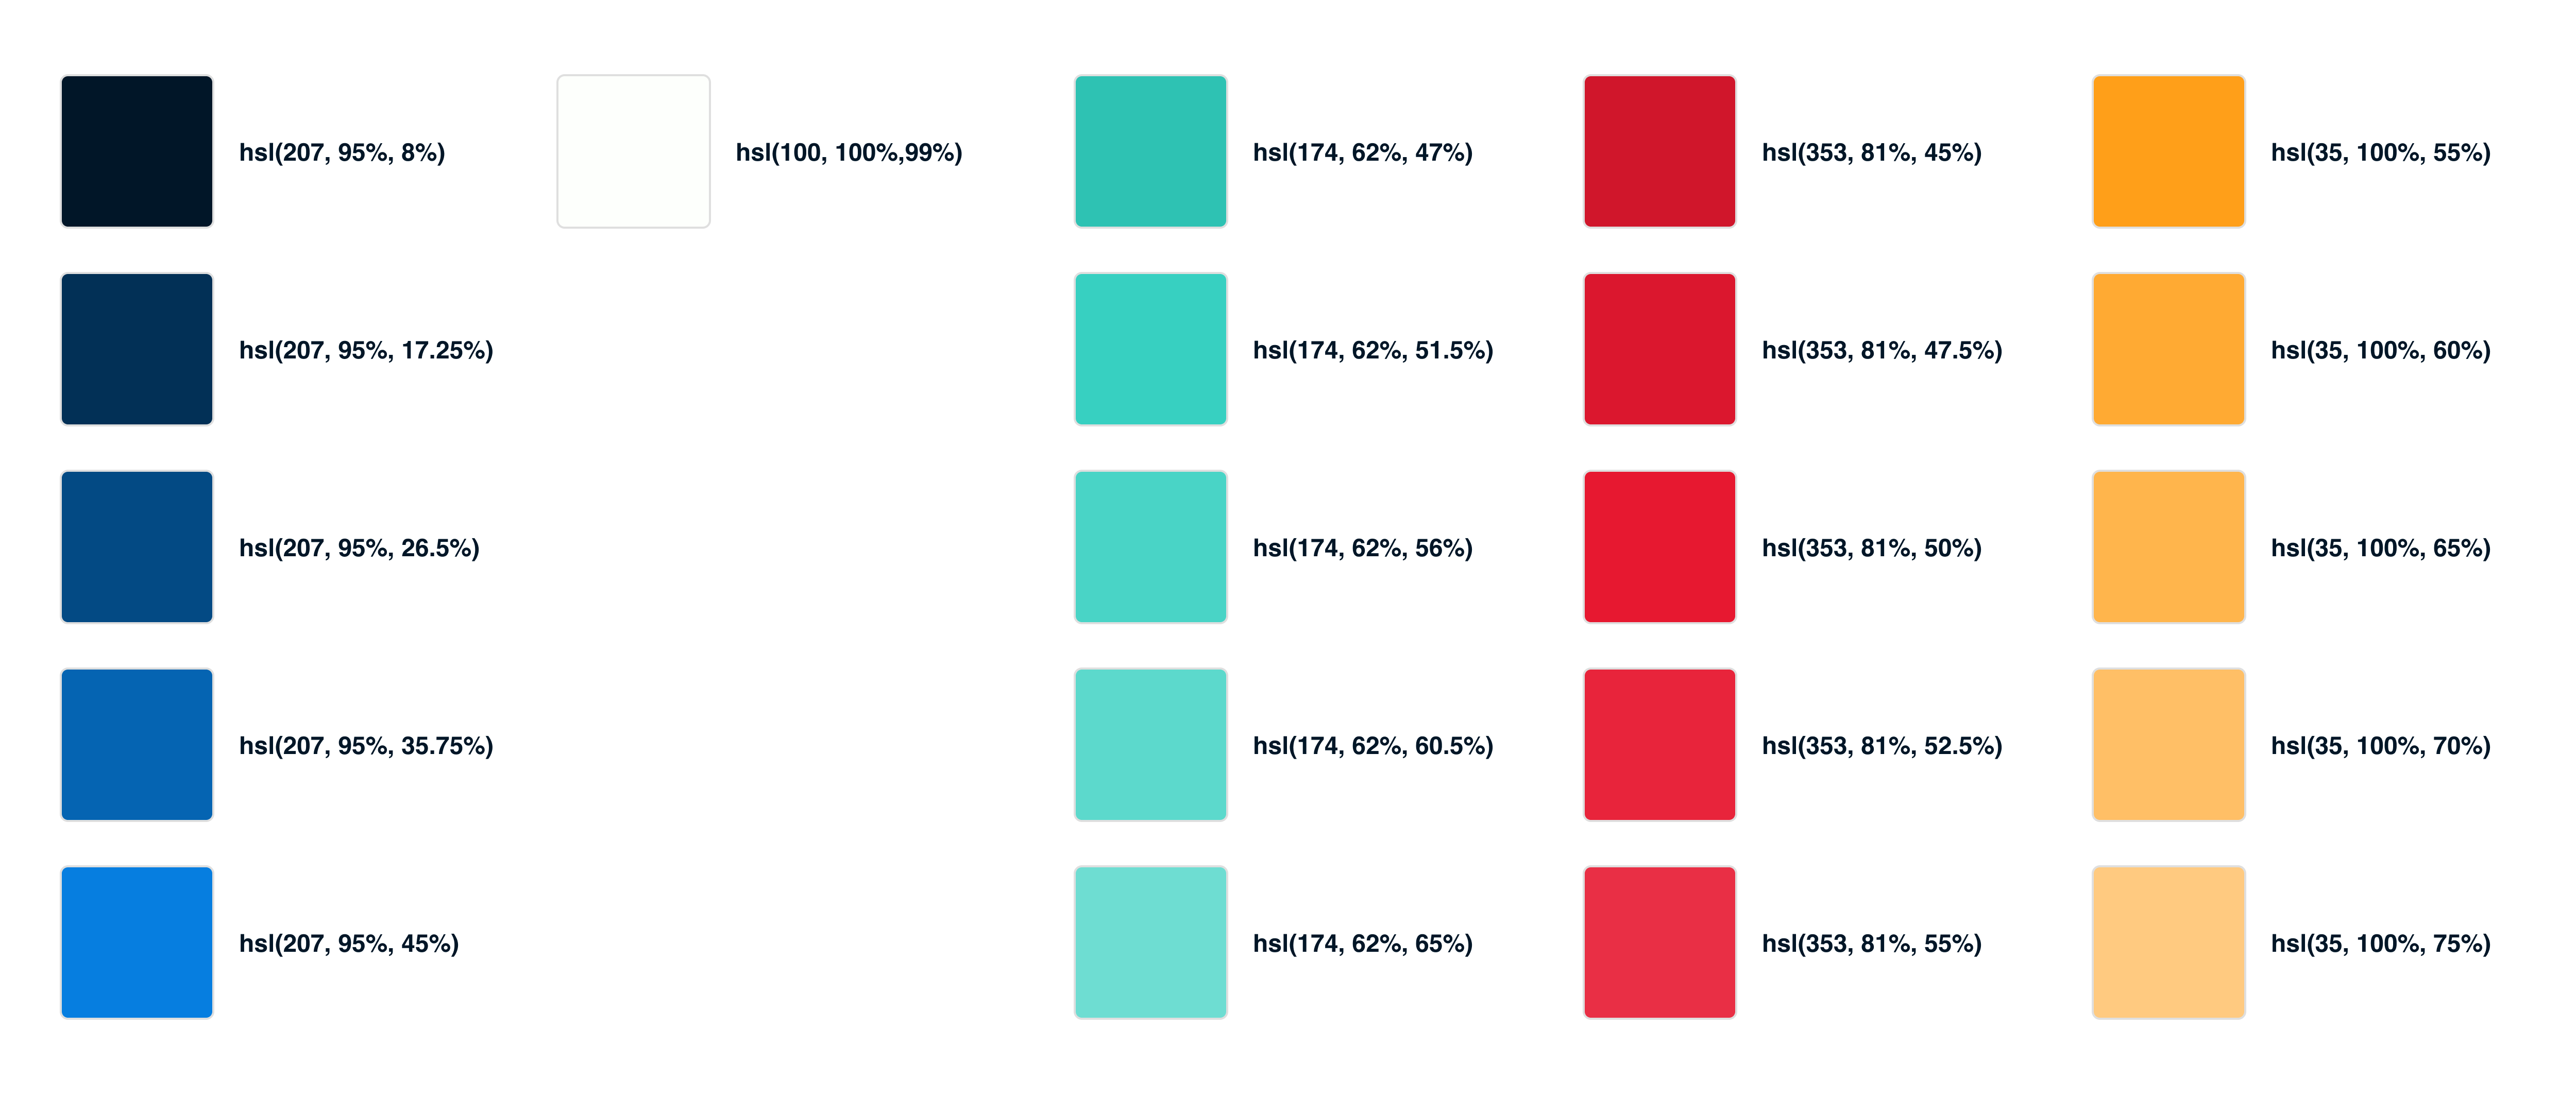 hsl(207, 95%, 8%)
hsl(100, 100%,99%)
hsl(174, 62%, 47%)
hsl(353, 81%, 45%)
hsl(35, 100%, 55%)
hsl(207, 95%, 17.25%)
hsl(174, 62%, 51.5%)
hsl(353, 81%, 47.5%)
hsl(35, 100%, 60%)
hsl(207, 95%, 26.5%)
hsl(174, 62%, 56%)
hsl(353, 81%, 50%)
hsl(35, 100%, 65%)
hsl(207, 95%, 35.75%)
hsl(174, 62%, 60.5%)
hsl(353, 81%, 52.5%)
hsl(35, 100%, 70%)
hsl(207, 95%, 45%)
hsl(174, 62%, 65%)
hsl(353, 81%, 55%)
hsl(35, 100%, 75%)